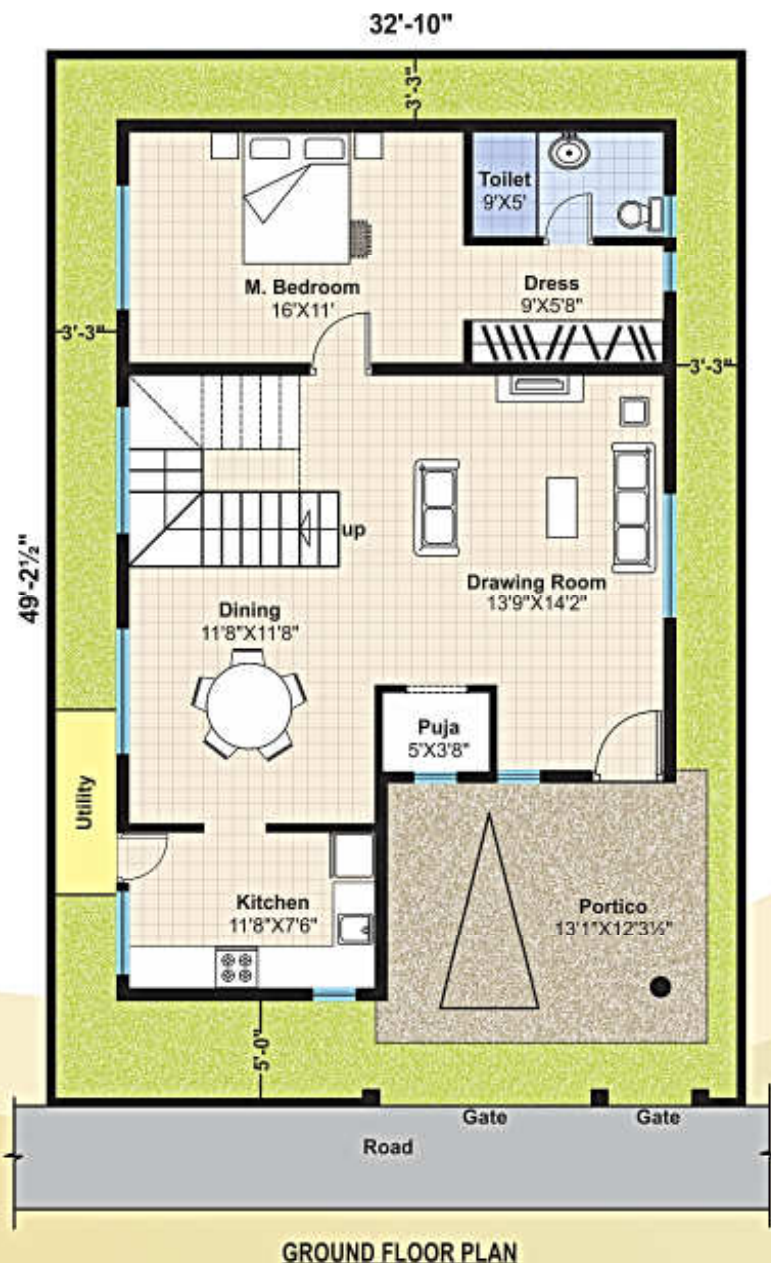 32'-10"
3'-3"
Toilet
9'X5'
M. Bedroom
16'X11'
Dress
9'X5'8"
3'-3"
3'-3"
up
49'-2½"
Drawing Room
13'9"X14'2"
Dining
11'8"X11'8"
Puja
5'X3'8"
Utility
Kitchen
11'8"X7'6"
Portico
13'1"X12'3½"
5'-0"
Gate
Gate
Road
GROUND FLOOR PLAN